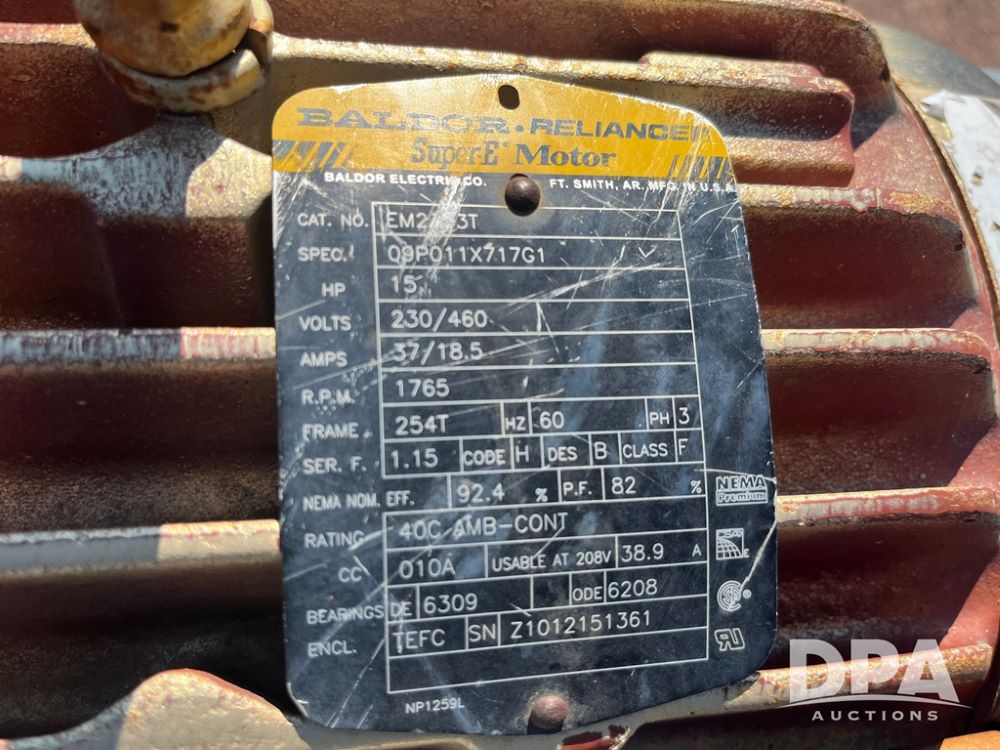 BALDOR • RELIANCER
SuperE® Motor
BALDOR ELECTRIC CO. FT. SMITH, AR. MFG. IN U.S.A.
CAT. NO.
SPEC. 09P011X717G1
HP 15
VOLTS 230/460
AMPS 37/18.5
R.P.M. 1765
FRAME 254T HZ 60 PH 3
SER. F. 1.15 CODE H DES B CLASS F
NEMA NOM. EFF. 92.4 % P.F. 82 %
NEMA
Premium
RATING 40C AMB-CONT
CC 010A USABLE AT 208V 38.9 A
BEARINGS DE 6309 ODE 6208
ENCL. TEFC SN Z1012151361
NP1259L
DPA
AUCTIONS